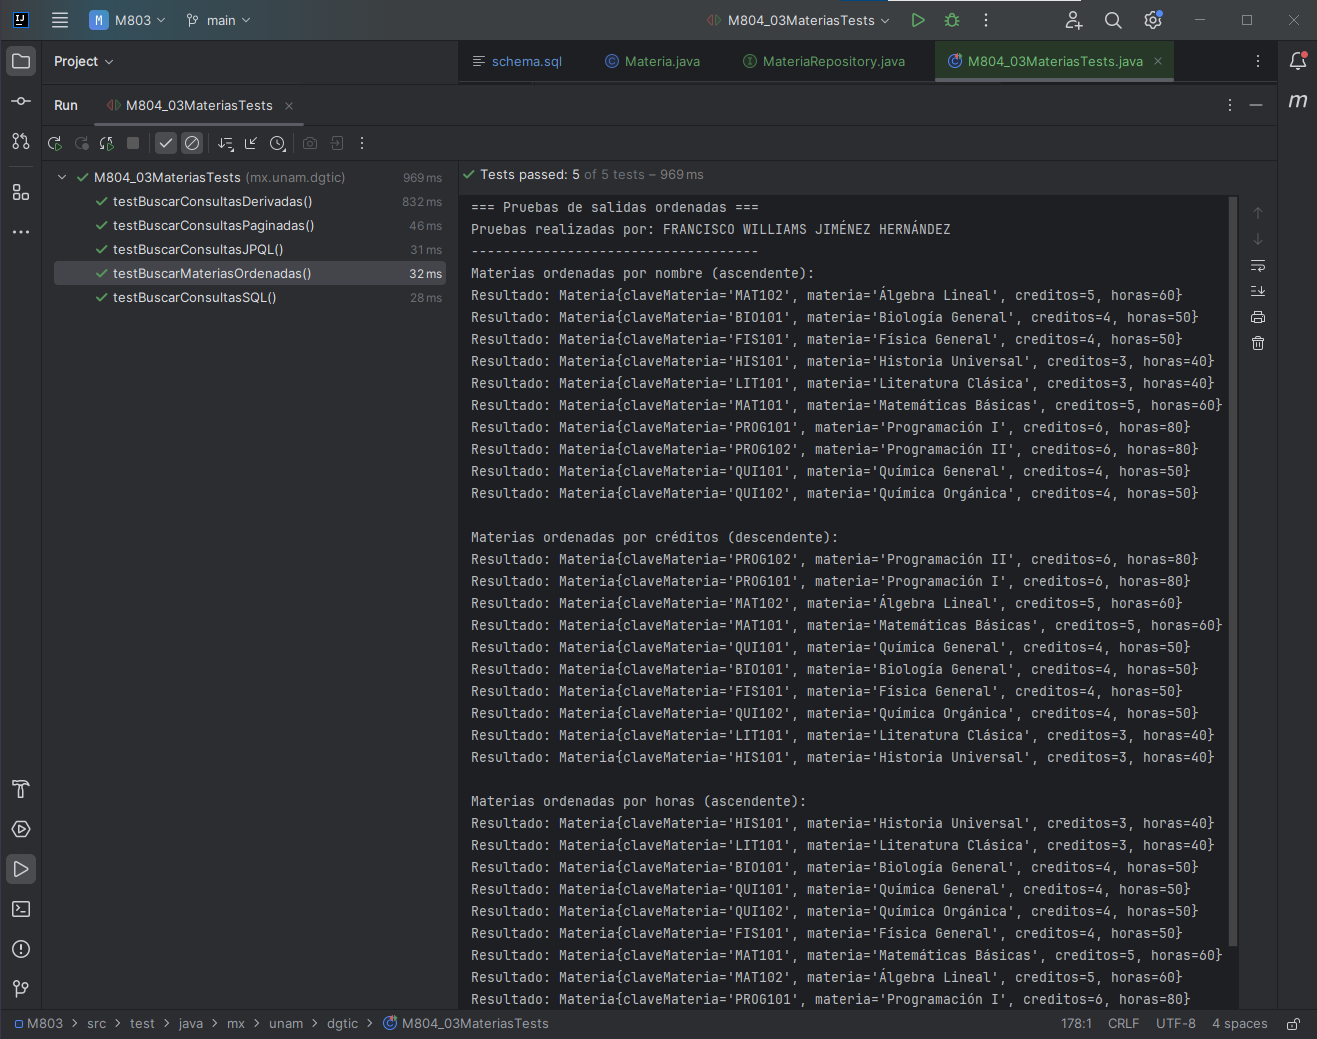 M M803 main M804_03MateriasTests
Project schema.sql Materia.java MateriaRepository.java M804_03MateriasTests.java
Run M804_03MateriasTests
m
M804_03MateriasTests (mx.unam.dgtic) 969 ms
testBuscarConsultasDerivadas() 832 ms
testBuscarConsultasPaginadas() 46 ms
testBuscarConsultasJPQL() 31 ms
testBuscarMateriasOrdenadas() 32 ms
testBuscarConsultasSQL() 28 ms
Tests passed: 5 of 5 tests – 969 ms
=== Pruebas de salidas ordenadas ===
Pruebas realizadas por: FRANCISCO WILLIAMS JIMÉNEZ HERNÁNDEZ
------------------------------------
Materias ordenadas por nombre (ascendente):
Resultado: Materia{claveMateria='MAT102', materia='Álgebra Lineal', creditos=5, horas=60}
Resultado: Materia{claveMateria='BIO101', materia='Biología General', creditos=4, horas=50}
Resultado: Materia{claveMateria='FIS101', materia='Física General', creditos=4, horas=50}
Resultado: Materia{claveMateria='HIS101', materia='Historia Universal', creditos=3, horas=40}
Resultado: Materia{claveMateria='LIT101', materia='Literatura Clásica', creditos=3, horas=40}
Resultado: Materia{claveMateria='MAT101', materia='Matemáticas Básicas', creditos=5, horas=60}
Resultado: Materia{claveMateria='PROG101', materia='Programación I', creditos=6, horas=80}
Resultado: Materia{claveMateria='PROG102', materia='Programación II', creditos=6, horas=80}
Resultado: Materia{claveMateria='QUI101', materia='Química General', creditos=4, horas=50}
Resultado: Materia{claveMateria='QUI102', materia='Química Orgánica', creditos=4, horas=50}
Materias ordenadas por créditos (descendente):
Resultado: Materia{claveMateria='PROG102', materia='Programación II', creditos=6, horas=80}
Resultado: Materia{claveMateria='PROG101', materia='Programación I', creditos=6, horas=80}
Resultado: Materia{claveMateria='MAT102', materia='Álgebra Lineal', creditos=5, horas=60}
Resultado: Materia{claveMateria='MAT101', materia='Matemáticas Básicas', creditos=5, horas=60}
Resultado: Materia{claveMateria='QUI101', materia='Química General', creditos=4, horas=50}
Resultado: Materia{claveMateria='BIO101', materia='Biología General', creditos=4, horas=50}
Resultado: Materia{claveMateria='FIS101', materia='Física General', creditos=4, horas=50}
Resultado: Materia{claveMateria='QUI102', materia='Química Orgánica', creditos=4, horas=50}
Resultado: Materia{claveMateria='LIT101', materia='Literatura Clásica', creditos=3, horas=40}
Resultado: Materia{claveMateria='HIS101', materia='Historia Universal', creditos=3, horas=40}
Materias ordenadas por horas (ascendente):
Resultado: Materia{claveMateria='HIS101', materia='Historia Universal', creditos=3, horas=40}
Resultado: Materia{claveMateria='LIT101', materia='Literatura Clásica', creditos=3, horas=40}
Resultado: Materia{claveMateria='BIO101', materia='Biología General', creditos=4, horas=50}
Resultado: Materia{claveMateria='QUI101', materia='Química General', creditos=4, horas=50}
Resultado: Materia{claveMateria='QUI102', materia='Química Orgánica', creditos=4, horas=50}
Resultado: Materia{claveMateria='FIS101', materia='Física General', creditos=4, horas=50}
Resultado: Materia{claveMateria='MAT101', materia='Matemáticas Básicas', creditos=5, horas=60}
Resultado: Materia{claveMateria='MAT102', materia='Álgebra Lineal', creditos=5, horas=60}
Resultado: Materia{claveMateria='PROG101', materia='Programación I', creditos=6, horas=80}
M803 > src > test > java > mx > unam > dgtic > M804_03MateriasTests 178:1 CRLF UTF-8 4 spaces